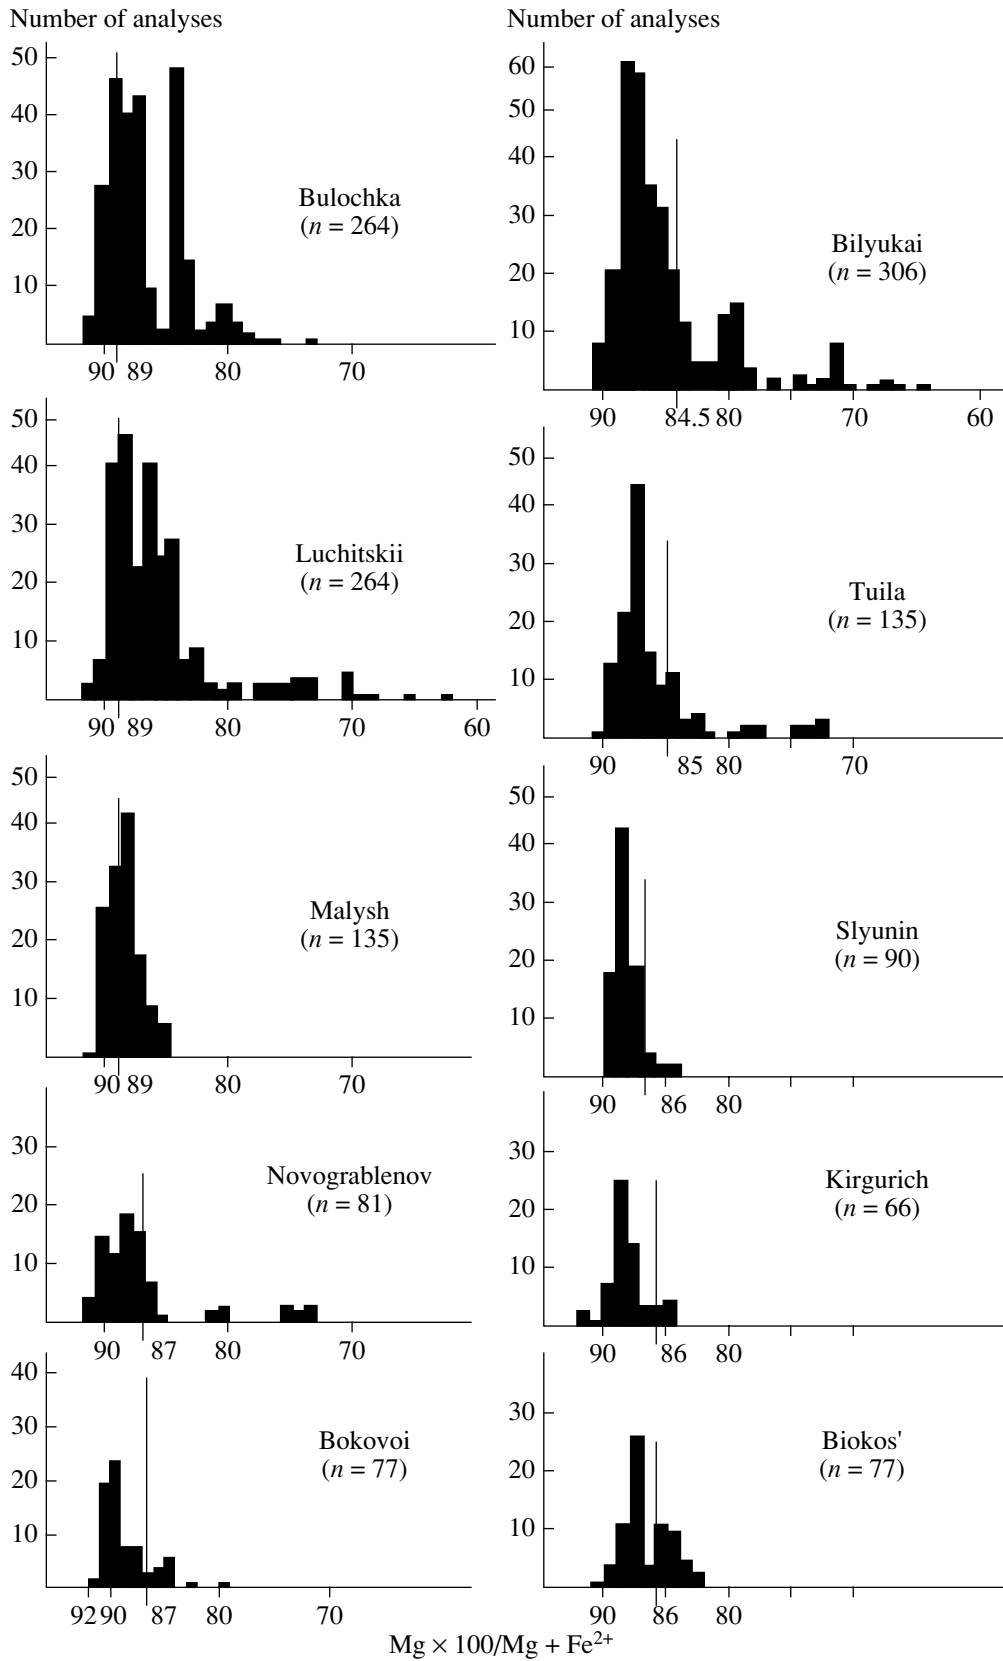 Number of analyses
50
40
30
20
10
Bulochka
(n = 264)
90 89 80 70
50
40
30
20
10
Luchitskii
(n = 264)
90 89 80 70 60
50
40
30
20
10
Malysh
(n = 135)
90 89 80 70
30
20
10
Novograblenov
(n = 81)
90 87 80 70
40
30
20
10
Bokovoi
(n = 77)
92 90 87 80 70
Number of analyses
60
50
40
30
20
10
Bilyukai
(n = 306)
90 84.5 80 70 60
50
40
30
20
10
Tuila
(n = 135)
90 85 80 70
50
40
30
20
10
Slyunin
(n = 90)
90 86 80
30
20
10
Kirgurich
(n = 66)
90 86 80
30
20
10
Biokos'
(n = 77)
90 86 80
Mg × 100/Mg + Fe²⁺